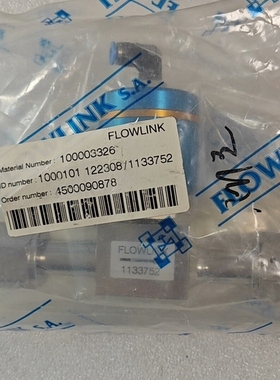 FLOWLINK S.A.
FLOWLINK
Material Number : 100003326
ID number : 1000101 122308/1133752
Order number : 4500090878
FLOWLINK
1133752
FLOWLINK